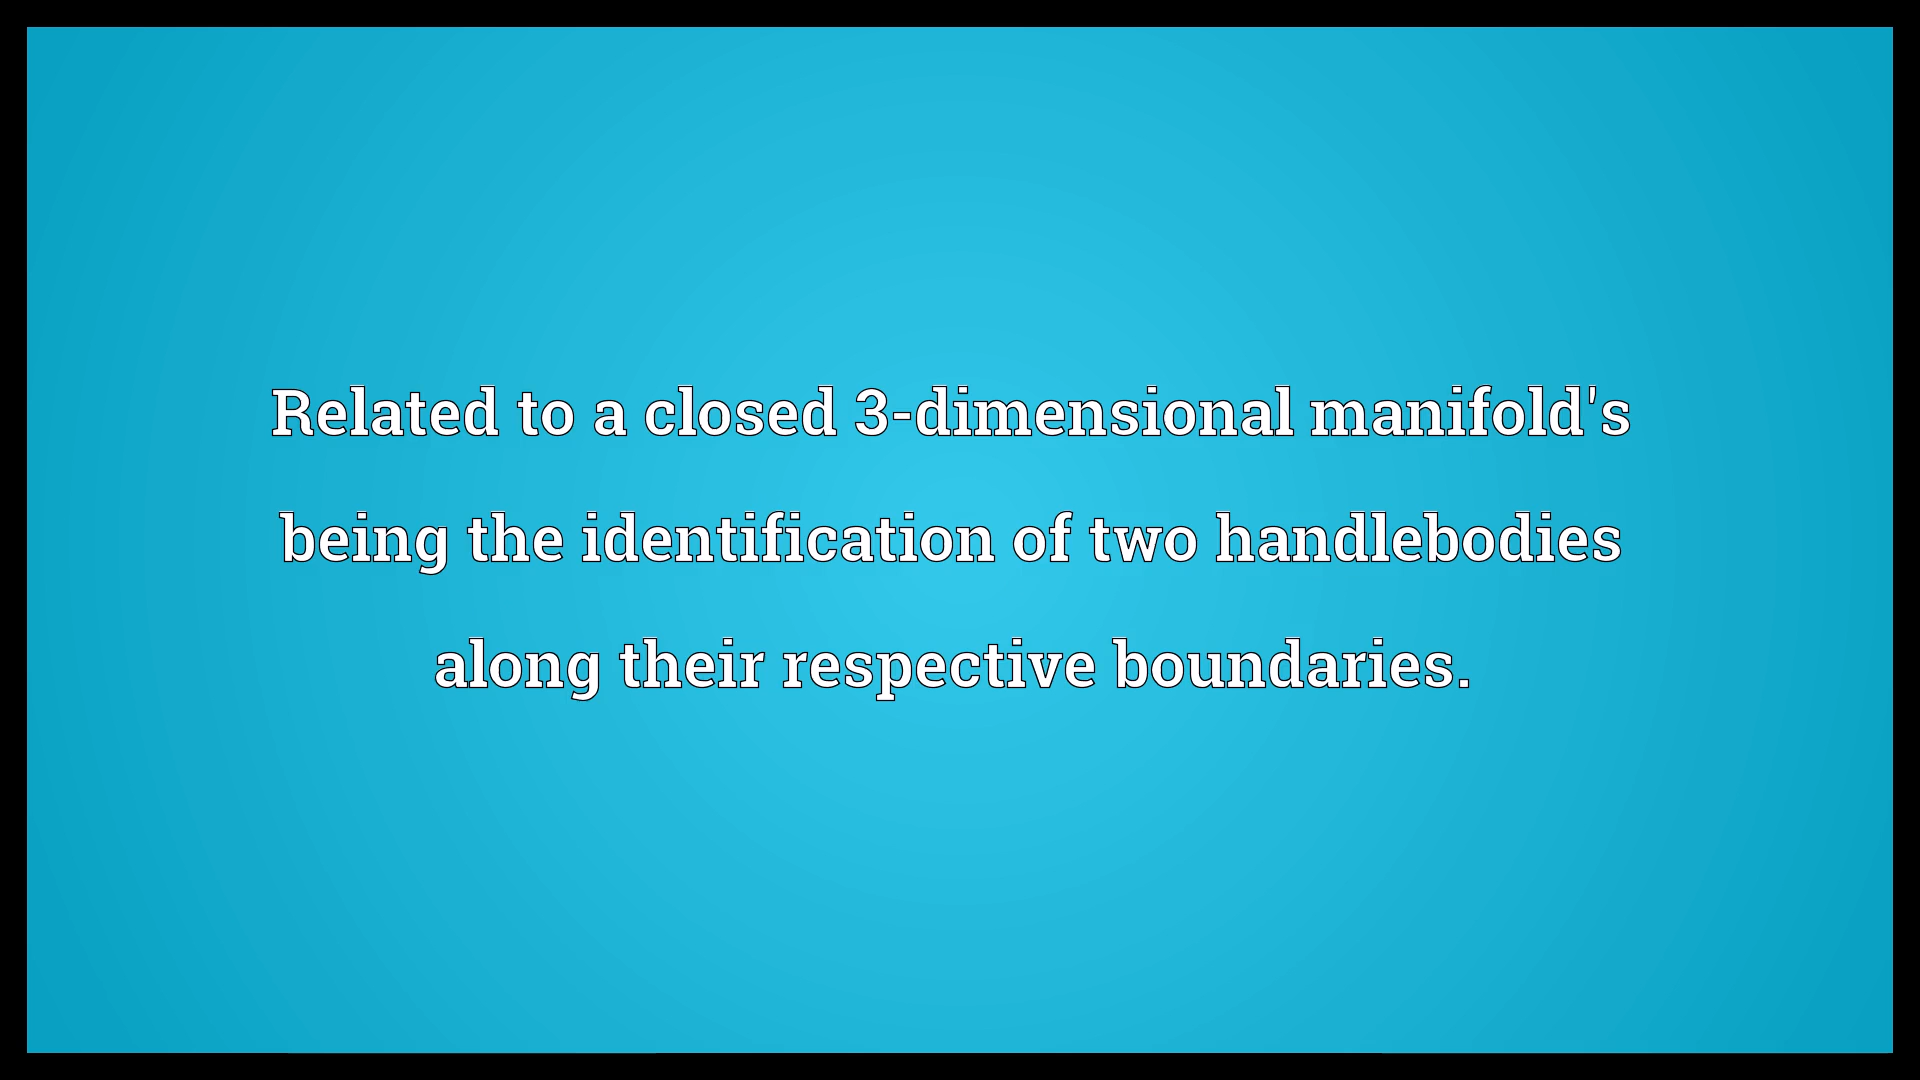 Related to a closed 3-dimensional manifold's
being the identification of two handlebodies
along their respective boundaries.